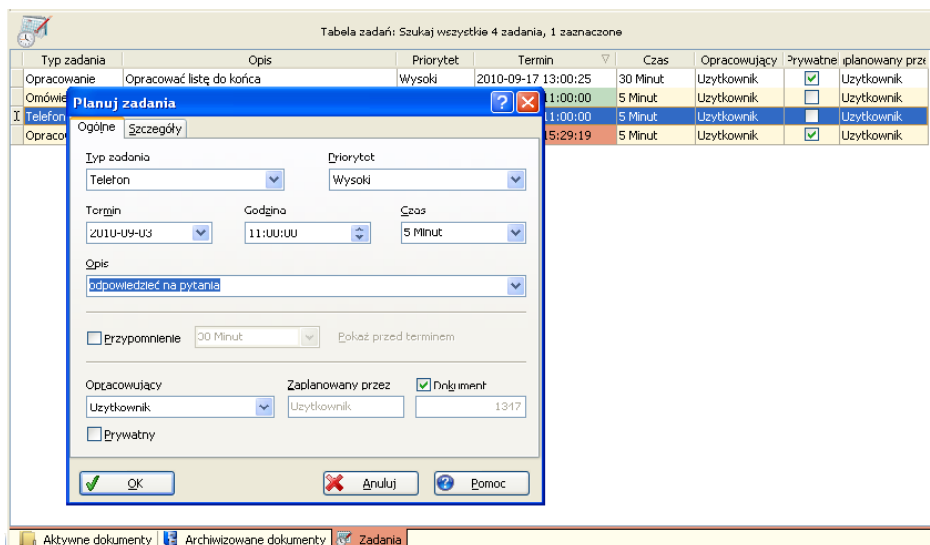 Tabela zadań: Szukaj wszystkie 4 zadania, 1 zaznaczone
Typ zadania Opis Priorytet Termin Czas Opracowujący Prywatne planowany prze
Opracowanie Opracować listę do końca Wysoki 2010-09-17 13:00:25 30 Minut Uzytkownik Uzytkownik
Omówie 11:00:00 5 Minut Uzytkownik Uzytkownik
Telefon 11:00:00 5 Minut Uzytkownik Uzytkownik
Opraco 15:29:19 5 Minut Uzytkownik Uzytkownik
Planuj zadania
Ogólne Szczegóły
Typ zadania Priorytet
Telefon Wysoki
Termin Godzina Czas
2010-09-03 11:00:00 5 Minut
Opis
odpowiedzieć na pytania
Przypomnienie 30 Minut Pokaż przed terminem
Opracowujący Zaplanowany przez Dokument
Uzytkownik Uzytkownik 1347
Prywatny
OK Anuluj Pomoc
Aktywne dokumenty Archiwizowane dokumenty Zadania